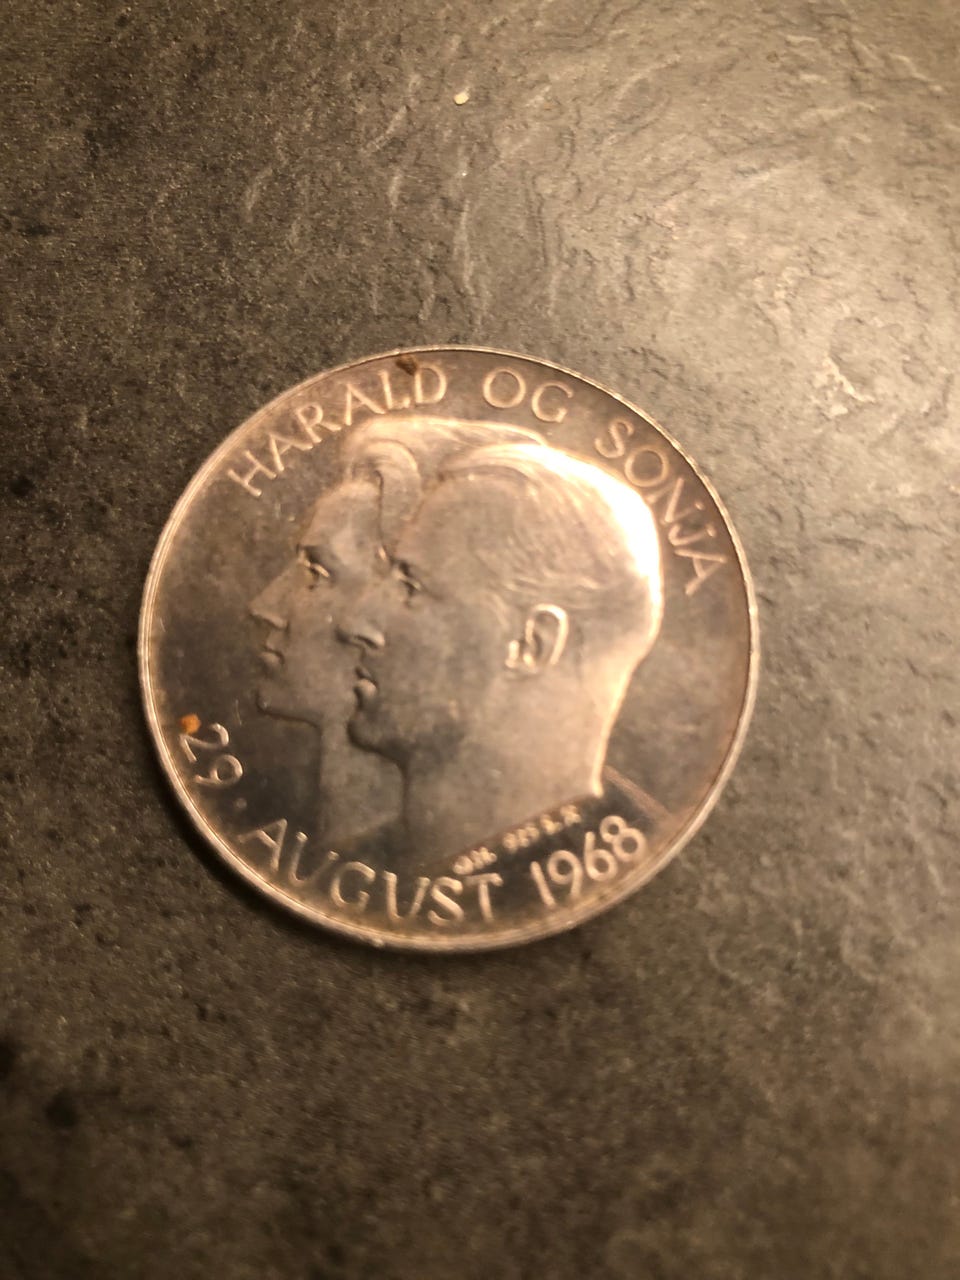 HARALD OG SONJA
29. AUGUST 1968